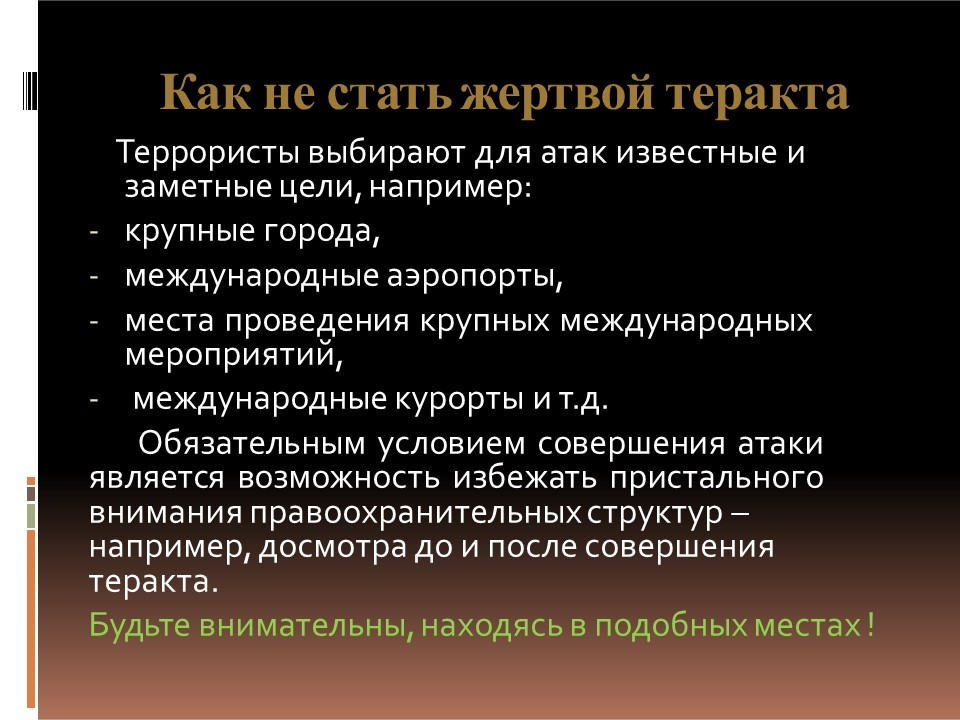 Как не стать жертвой теракта
Террористы выбирают для атак известные и
заметные цели, например:
- крупные города,
- международные аэропорты,
- места проведения крупных международных
мероприятий,
- международные курорты и т.д.
Обязательным условием совершения атаки
является возможность избежать пристального
внимания правоохранительных структур –
например, досмотра до и после совершения
теракта.
Будьте внимательны, находясь в подобных местах !